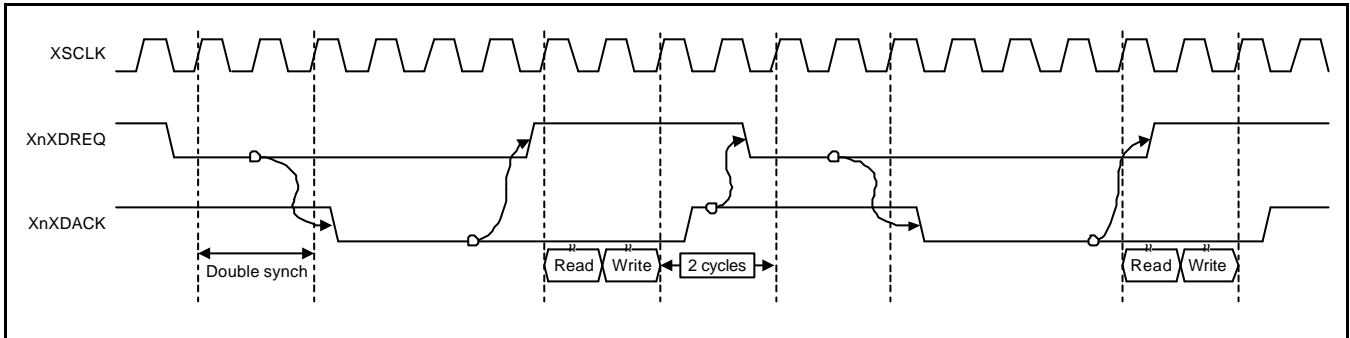 XSCLK
XnXDREQ
XnXDACK
Double synch
Read Write
2 cycles
Read Write